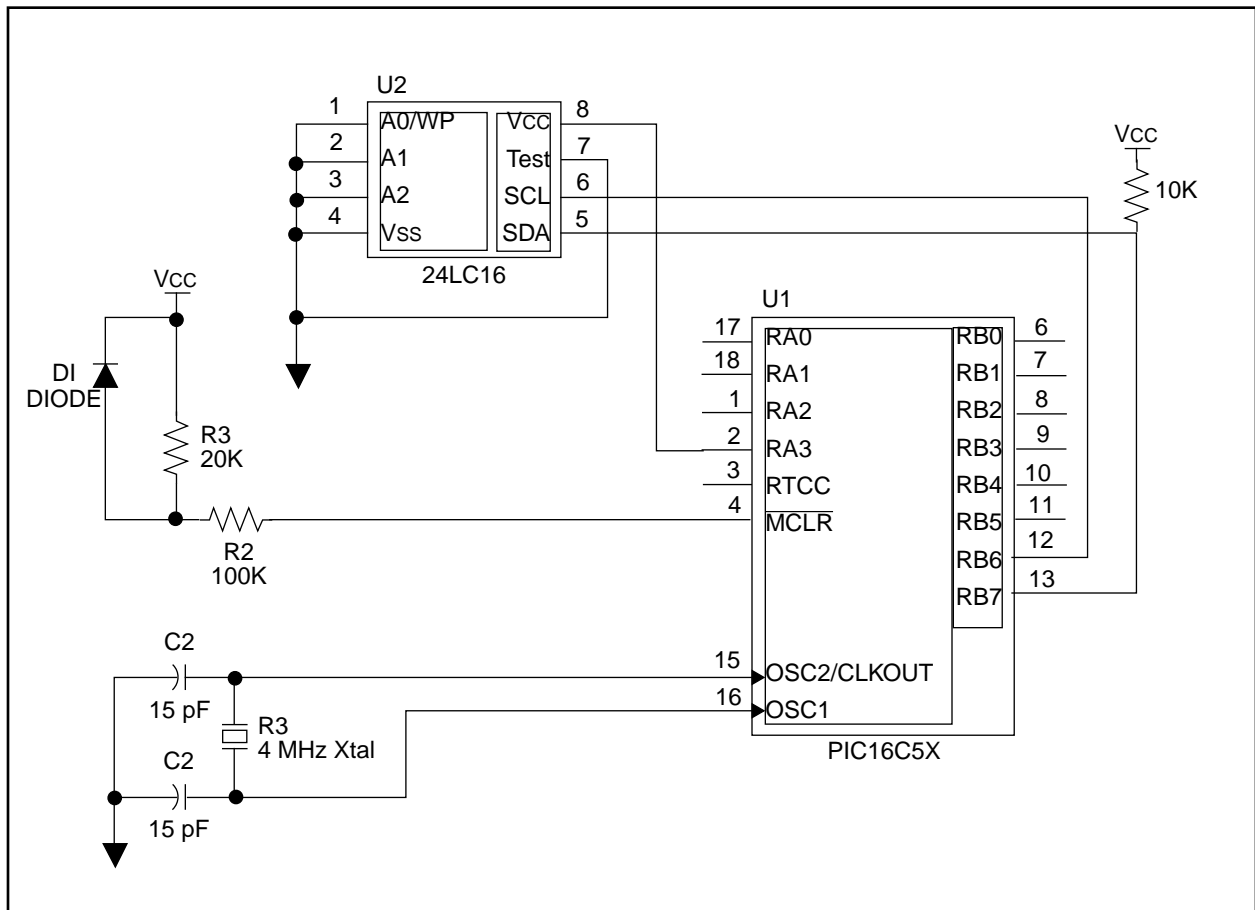 U2
1
2
3
4
A0/WP
A1
A2
Vss
Vcc
Test
SCL
SDA
8
7
6
5
24LC16
Vcc
10K
Vcc
DI
DIODE
R3
20K
R2
100K
U1
17
18
1
2
3
4
RA0
RA1
RA2
RA3
RTCC
MCLR
RB0
RB1
RB2
RB3
RB4
RB5
RB6
RB7
6
7
8
9
10
11
12
13
15
16
OSC2/CLKOUT
OSC1
PIC16C5X
C2
15 pF
R3
4 MHz Xtal
C2
15 pF